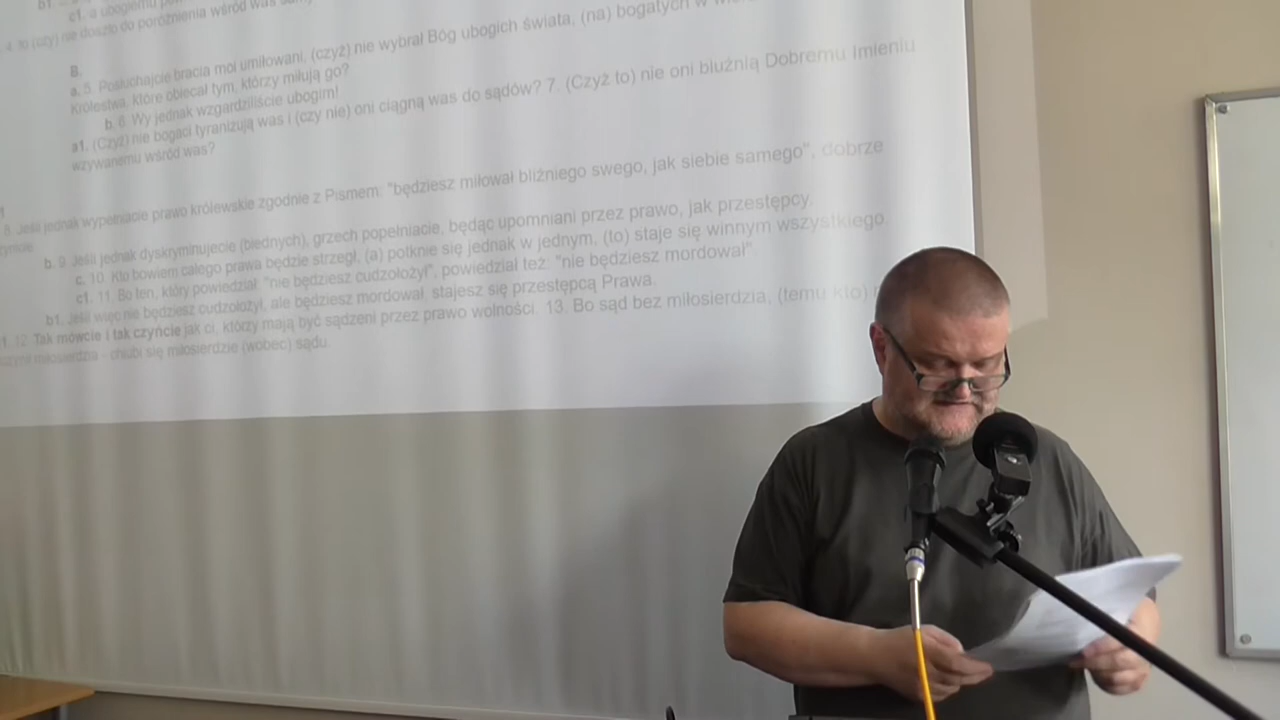 b1.
c1. a ubogiemu
4. to (czy) nie doszło do poróżnienia wśród was
B.
a. 5. Posłuchajcie bracia moi umiłowani, (czyż) nie wybrał Bóg ubogich świata, (na) bogatych w
Królestwa, które obiecał tym, którzy miłują go?
b. 6. Wy jednak wzgardziliście ubogim!
a1. (Czyż) nie bogaci tyranizują was i (czy nie) oni ciągną was do sądów? 7. (Czyż to) nie oni bluźnią Dobremu Imieniu
wzywanemu wśród was?
8. Jeśli jednak wypełniacie prawo królewskie zgodnie z Pismem: "będziesz miłował bliźniego swego, jak siebie samego", dobrze
b. 9. Jeśli jednak dyskryminujecie (biednych), grzech popełniacie, będąc upomniani przez prawo, jak przestępcy.
c. 10. Kto bowiem całego prawa będzie strzegł, (a) potknie się jednak w jednym, (to) staje się winnym wszystkiego.
c1. 11. Bo ten, który powiedział: "nie będziesz cudzołożył", powiedział też: "nie będziesz mordował".
b1. Jeśli więc nie będziesz cudzołożył, ale będziesz mordował, stajesz się przestępcą Prawa.
12. Tak mówcie i tak czyńcie jak ci, którzy mają być sądzeni przez prawo wolności. 13. Bo sąd bez miłosierdzia, (temu kto)
miłosierdzia - chlubi się miłosierdzie (wobec) sądu.